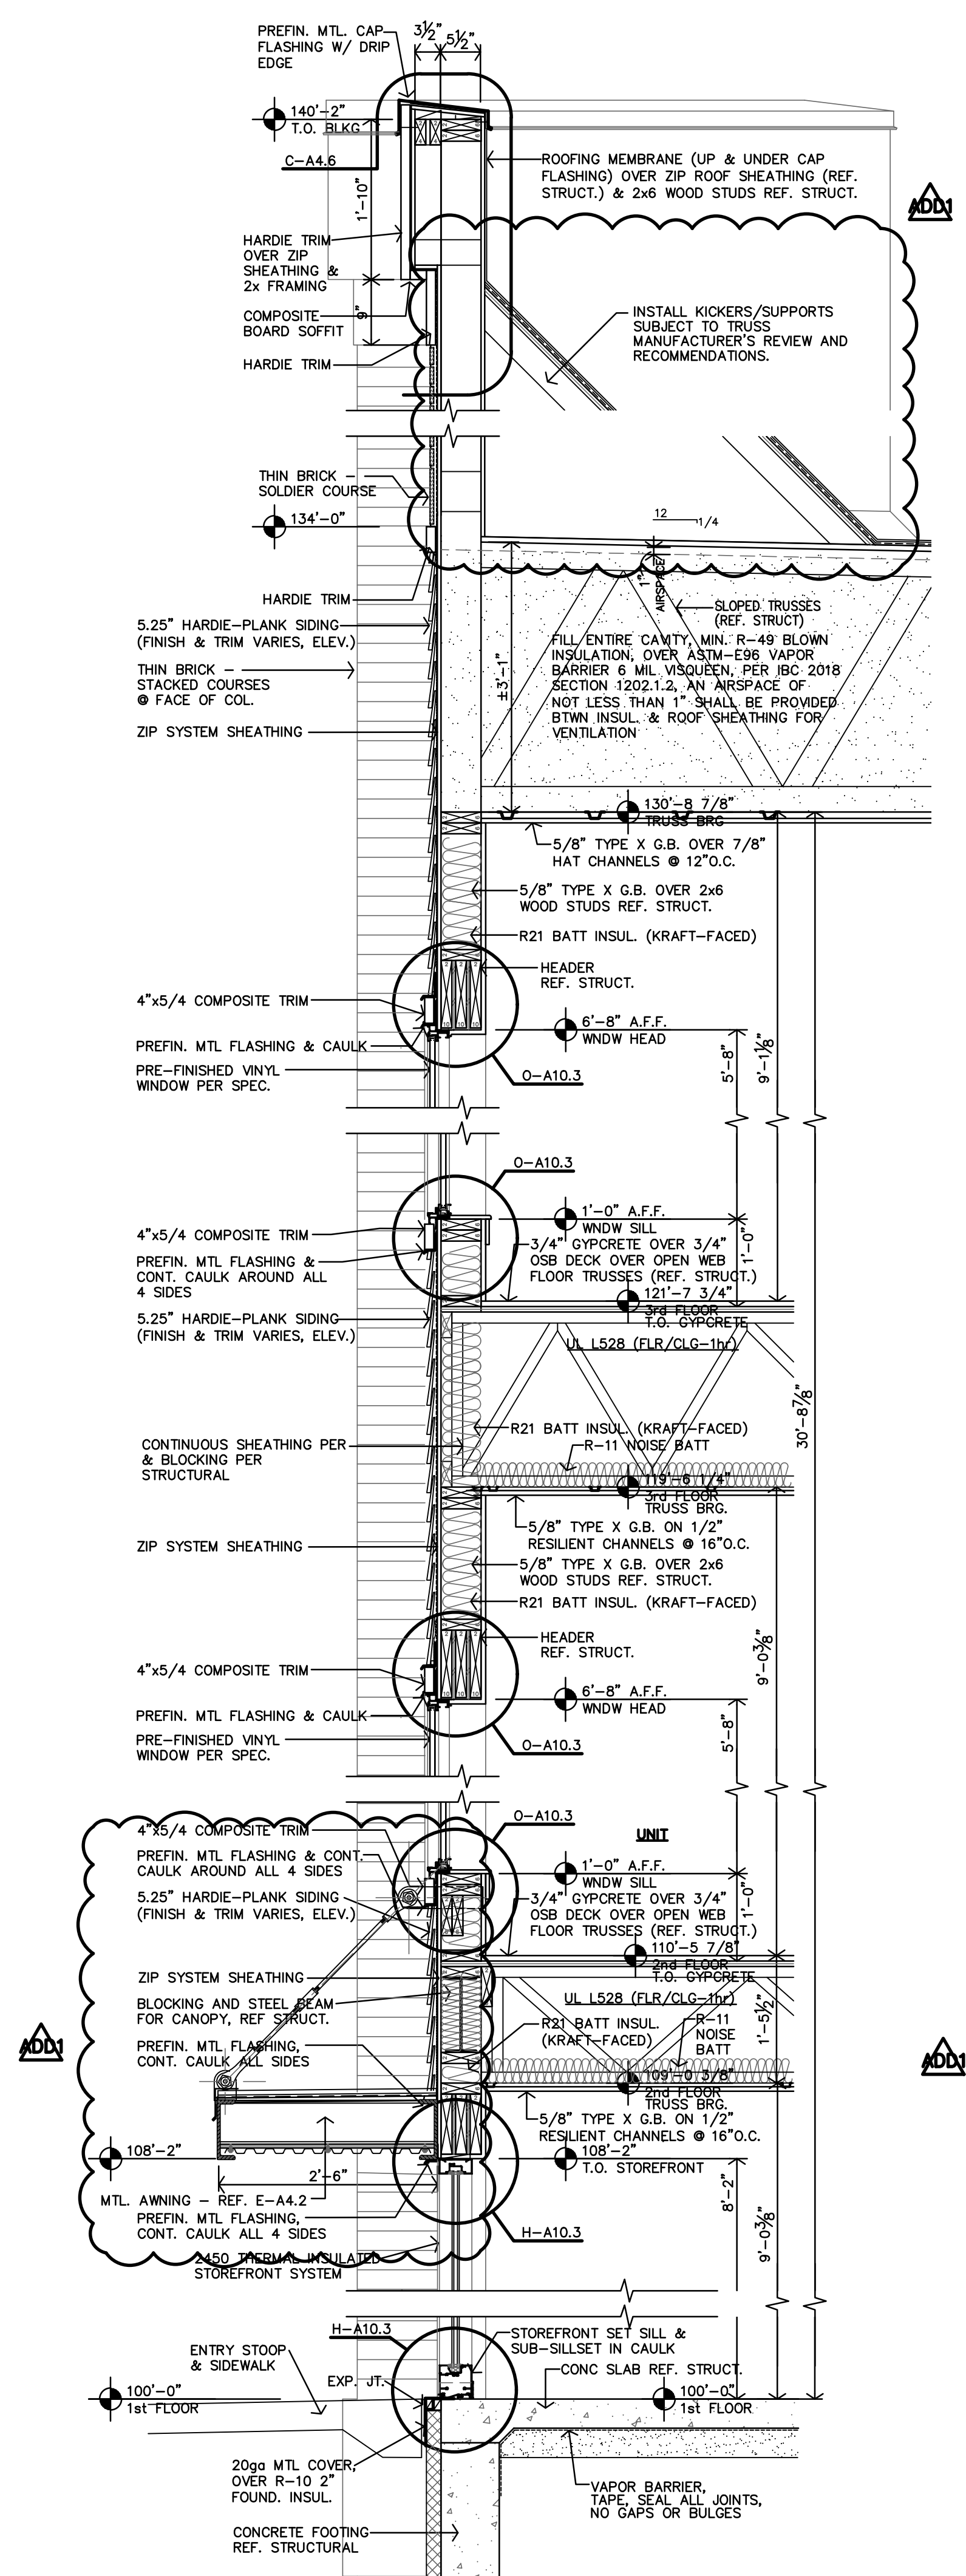 PREFIN. MTL. CAP
FLASHING W/ DRIP
EDGE
3½"
5½"
140'-2"
T.O. BLKG
C-A4.6
1'-10"
ROOFING MEMBRANE (UP & UNDER CAP
FLASHING) OVER ZIP ROOF SHEATHING (REF.
STRUCT.) & 2x6 WOOD STUDS REF. STRUCT.
ADD1
HARDIE TRIM
OVER ZIP
SHEATHING &
2x FRAMING
COMPOSITE
BOARD SOFFIT
9"
HARDIE TRIM
INSTALL KICKERS/SUPPORTS
SUBJECT TO TRUSS
MANUFACTURER'S REVIEW AND
RECOMMENDATIONS.
THIN BRICK -
SOLDIER COURSE
134'-0"
12
1/4
1"
AIRSPACE
HARDIE TRIM
5.25" HARDIE-PLANK SIDING
(FINISH & TRIM VARIES, ELEV.)
THIN BRICK -
STACKED COURSES
@ FACE OF COL.
ZIP SYSTEM SHEATHING
±3'-1"
SLOPED TRUSSES
(REF. STRUCT)
FILL ENTIRE CAVITY, MIN. R-49 BLOWN
INSULATION, OVER ASTM-E96 VAPOR
BARRIER 6 MIL VISQUEEN, PER IBC 2018
SECTION 1202.1.2, AN AIRSPACE OF
NOT LESS THAN 1" SHALL BE PROVIDED
BTWN INSUL. & ROOF SHEATHING FOR
VENTILATION
130'-8 7/8"
TRUSS BRG
5/8" TYPE X G.B. OVER 7/8"
HAT CHANNELS @ 12"O.C.
5/8" TYPE X G.B. OVER 2x6
WOOD STUDS REF. STRUCT.
R21 BATT INSUL. (KRAFT-FACED)
HEADER
REF. STRUCT.
4"x5/4 COMPOSITE TRIM
6'-8" A.F.F.
WNDW HEAD
PREFIN. MTL FLASHING & CAULK
PRE-FINISHED VINYL
WINDOW PER SPEC.
O-A10.3
5'-8"
9'-1⅛"
O-A10.3
1'-0" A.F.F.
WNDW SILL
4"x5/4 COMPOSITE TRIM
PREFIN. MTL FLASHING &
CONT. CAULK AROUND ALL
4 SIDES
3/4" GYPCRETE OVER 3/4"
OSB DECK OVER OPEN WEB
FLOOR TRUSSES (REF. STRUCT.)
1'-0"
121'-7 3/4"
3rd FLOOR
T.O. GYPCRETE
5.25" HARDIE-PLANK SIDING
(FINISH & TRIM VARIES, ELEV.)
UL L528 (FLR/CLG-1hr)
30'-8⅞"
R21 BATT INSUL. (KRAFT-FACED)
R-11 NOISE BATT
CONTINUOUS SHEATHING PER
& BLOCKING PER
STRUCTURAL
119'-6 1/4"
3rd FLOOR
TRUSS BRG.
5/8" TYPE X G.B. ON 1/2"
RESILIENT CHANNELS @ 16"O.C.
ZIP SYSTEM SHEATHING
5/8" TYPE X G.B. OVER 2x6
WOOD STUDS REF. STRUCT.
R21 BATT INSUL. (KRAFT-FACED)
HEADER
REF. STRUCT.
9'-0⅜"
4"x5/4 COMPOSITE TRIM
6'-8" A.F.F.
WNDW HEAD
PREFIN. MTL FLASHING & CAULK
PRE-FINISHED VINYL
WINDOW PER SPEC.
O-A10.3
5'-8"
O-A10.3
UNIT
4"x5/4 COMPOSITE TRIM
PREFIN. MTL FLASHING & CONT.
CAULK AROUND ALL 4 SIDES
1'-0" A.F.F.
WNDW SILL
5.25" HARDIE-PLANK SIDING
(FINISH & TRIM VARIES, ELEV.)
3/4" GYPCRETE OVER 3/4"
OSB DECK OVER OPEN WEB
FLOOR TRUSSES (REF. STRUCT.)
1'-0"
110'-5 7/8"
2nd FLOOR
T.O. GYPCRETE
ZIP SYSTEM SHEATHING
BLOCKING AND STEEL BEAM
FOR CANOPY, REF STRUCT.
UL L528 (FLR/CLG-1hr)
R21 BATT INSUL.
(KRAFT-FACED)
R-11
NOISE
BATT
1'-5½"
ADD1
PREFIN. MTL FLASHING,
CONT. CAULK ALL SIDES
ADD1
109'-0 3/8"
2nd FLOOR
TRUSS BRG.
5/8" TYPE X G.B. ON 1/2"
RESILIENT CHANNELS @ 16"O.C.
108'-2"
108'-2"
T.O. STOREFRONT
2'-6"
8'-2"
9'-0⅜"
MTL. AWNING - REF. E-A4.2
PREFIN. MTL FLASHING,
CONT. CAULK ALL 4 SIDES
H-A10.3
2450 THERMAL INSULATED
STOREFRONT SYSTEM
H-A10.3
STOREFRONT SET SILL &
SUB-SILLSET IN CAULK
ENTRY STOOP
& SIDEWALK
EXP. JT.
CONC SLAB REF. STRUCT.
100'-0"
1st FLOOR
100'-0"
1st FLOOR
20ga MTL COVER,
OVER R-10 2"
FOUND. INSUL.
VAPOR BARRIER,
TAPE, SEAL ALL JOINTS,
NO GAPS OR BULGES
CONCRETE FOOTING
REF. STRUCTURAL